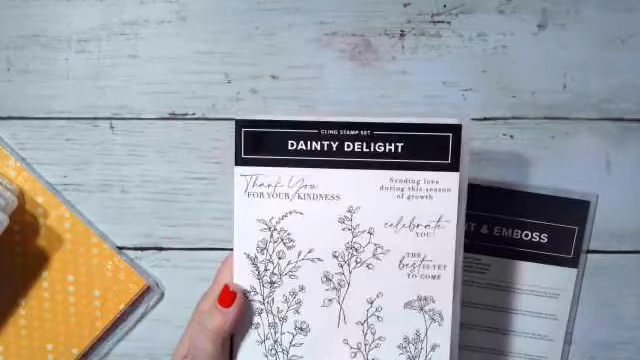 CLING STAMP SET
DAINTY DELIGHT
Thank You
FOR YOUR KINDNESS
Sending love
during this season
of growth
celebrate
YOU
THE
best IS YET
TO COME
& EMBOSS